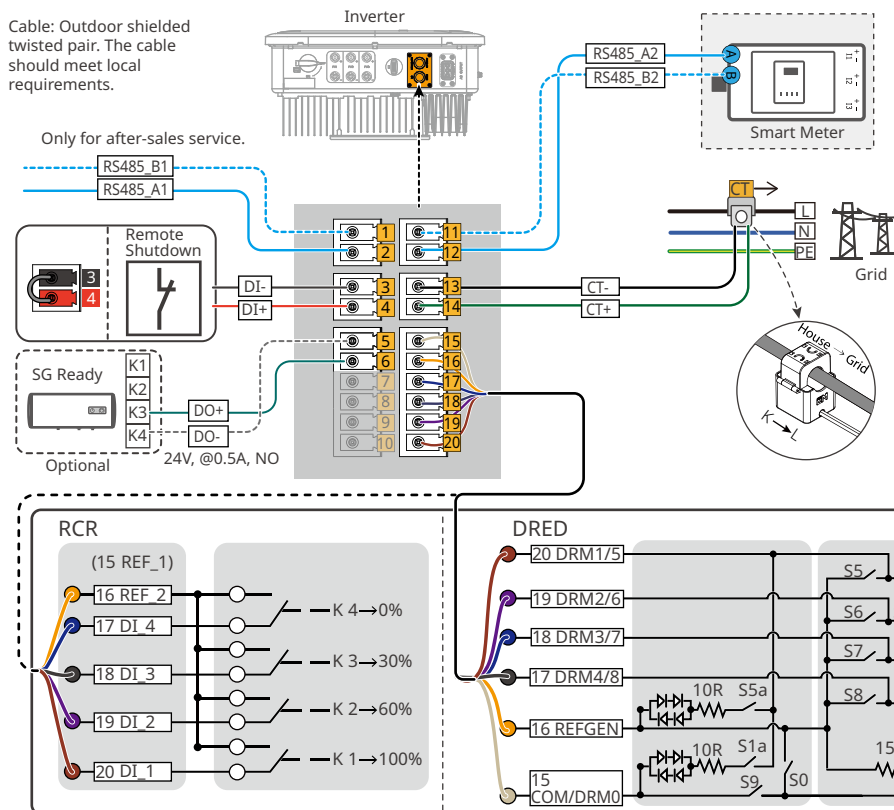 Cable: Outdoor shielded
twisted pair. The cable
should meet local
requirements.
Inverter
RS485_A2
RS485_B2
A
B
I1
I2
I3
Smart Meter
Only for after-sales service.
RS485_B1
RS485_A1
CT
L
N
PE
Grid
Remote
Shutdown
3
4
DI-
DI+
1
2
3
4
5
6
7
8
9
10
11
12
13
14
15
16
17
18
19
20
CT-
CT+
House → Grid
K → L
SG Ready
K1
K2
K3
K4
Optional
DO+
DO-
24V, @0.5A, NO
RCR
(15 REF_1)
16 REF_2
17 DI_4
18 DI_3
19 DI_2
20 DI_1
K 4→0%
K 3→30%
K 2→60%
K 1→100%
DRED
20 DRM1/5
19 DRM2/6
18 DRM3/7
17 DRM4/8
16 REFGEN
15
COM/DRM0
10R
S5a
10R
S1a
S9
S0
S5
S6
S7
S8
15